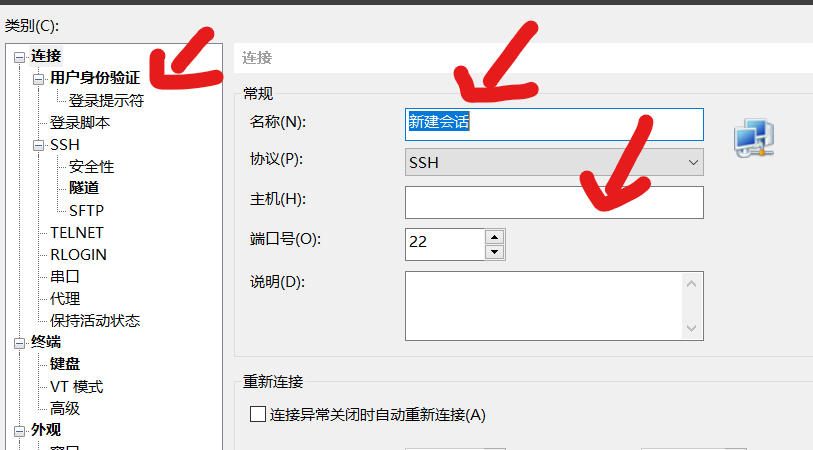 类别(C):
连接
用户身份验证
登录提示符
登录脚本
SSH
安全性
隧道
SFTP
TELNET
RLOGIN
串口
代理
保持活动状态
终端
键盘
VT 模式
高级
外观
连接
常规
名称(N):
新建会话
协议(P):
SSH
主机(H):
端口号(O):
22
说明(D):
重新连接
连接异常关闭时自动重新连接(A)